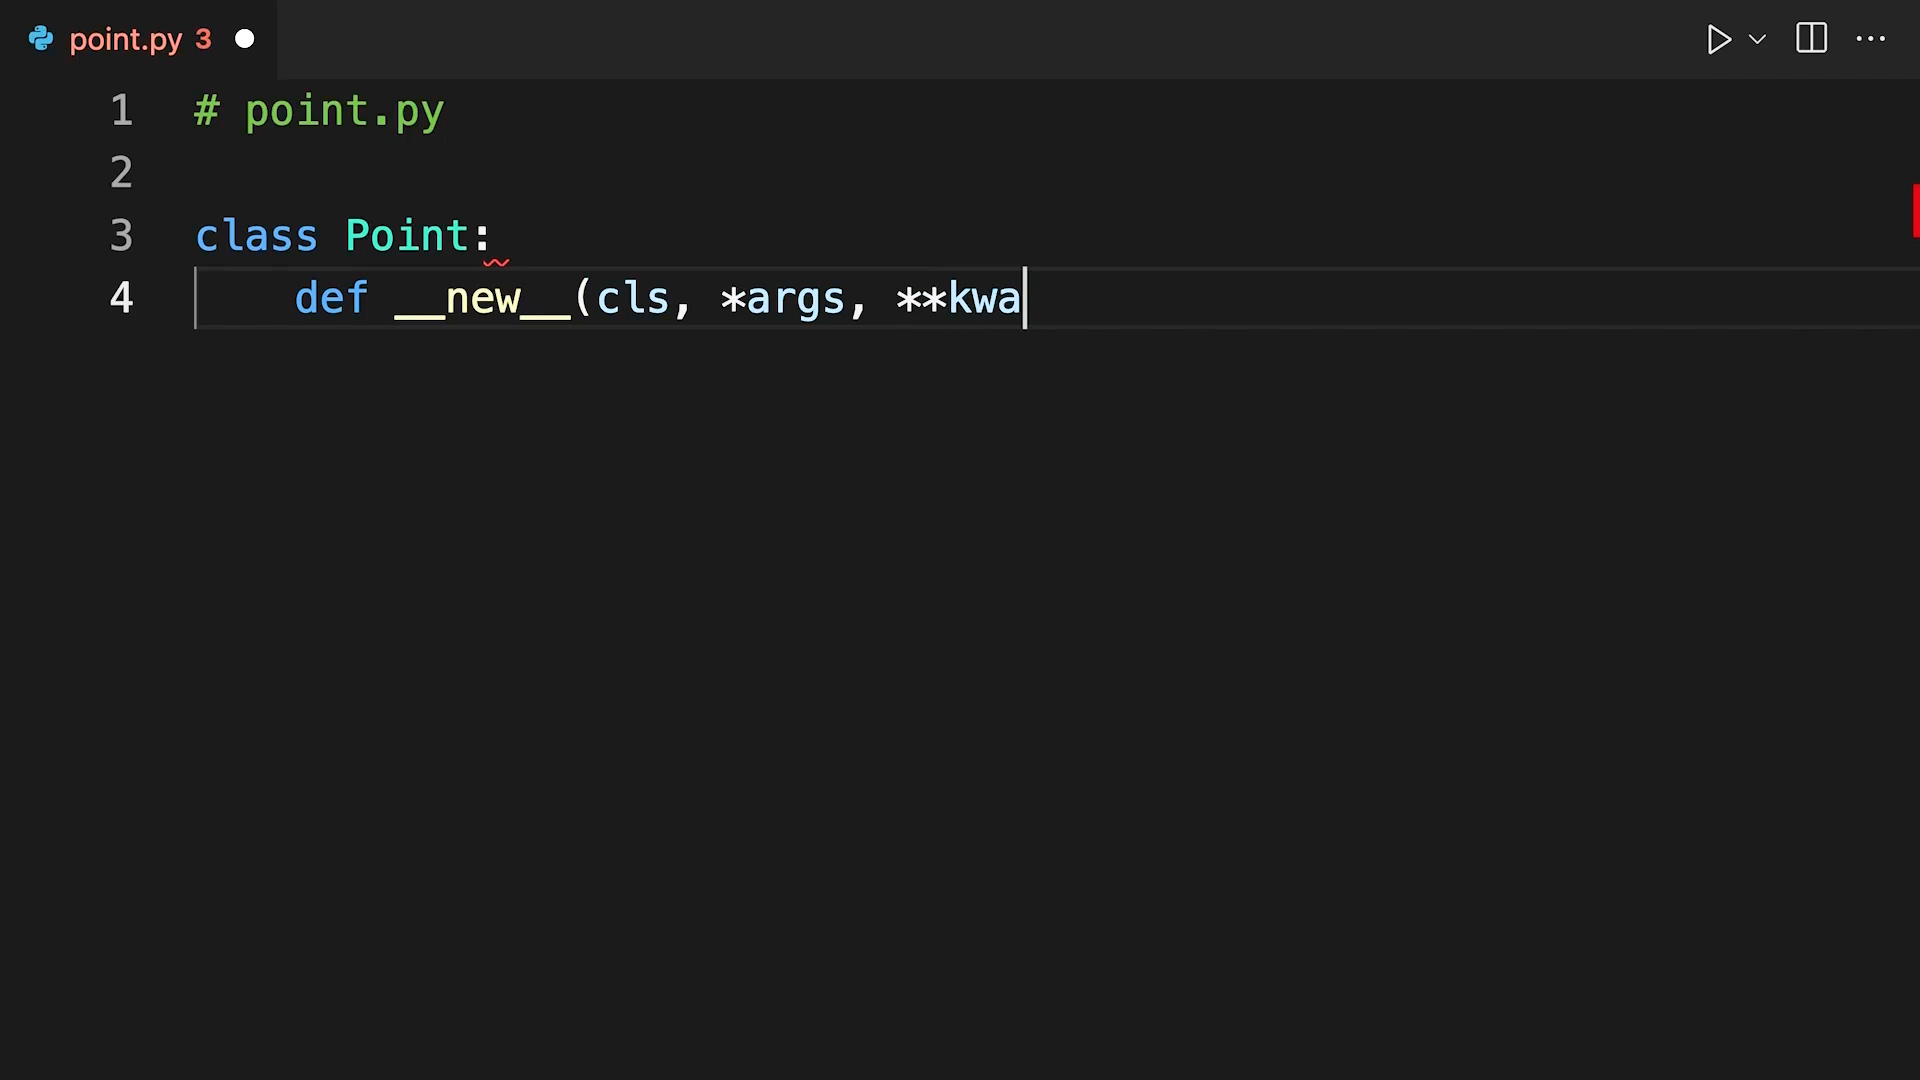 point.py 3
1 # point.py
2
3 class Point:
4     def __new__(cls, *args, **kwa